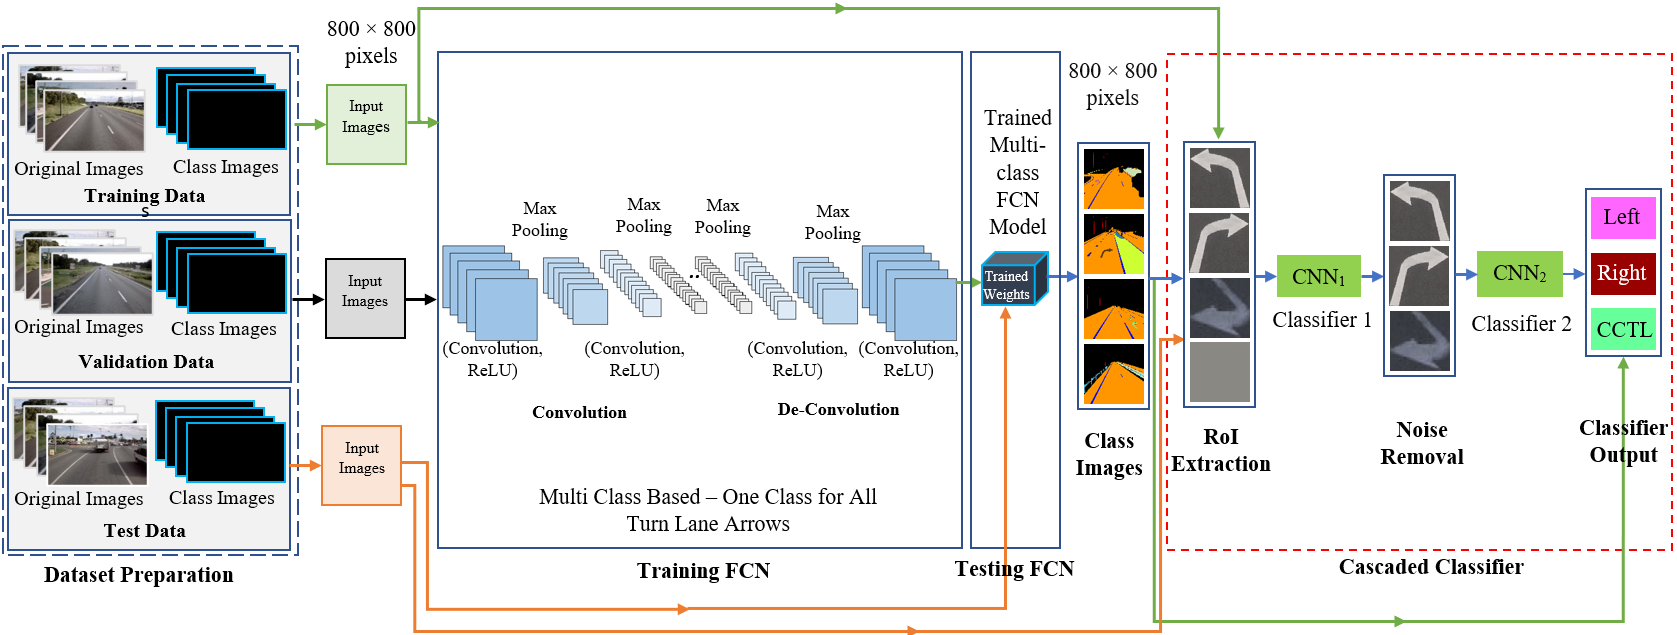 800 × 800
pixels
Input
Images
Original Images
Class Images
Training Data
s
Original Images
Class Images
Validation Data
Input
Images
Original Images
Class Images
Test Data
Input
Images
Dataset Preparation
Max
Pooling
Max
Pooling
Max
Pooling
Max
Pooling
(Convolution,
ReLU)
(Convolution,
ReLU)
(Convolution,
ReLU)
(Convolution,
ReLU)
Convolution
De-Convolution
Multi Class Based – One Class for All
Turn Lane Arrows
Training FCN
Trained
Multi-
class
FCN
Model
Trained
Weights
Testing FCN
800 × 800
pixels
Class
Images
RoI
Extraction
CNN1
Classifier 1
Noise
Removal
CNN2
Classifier 2
Left
Right
CCTL
Classifier
Output
Cascaded Classifier